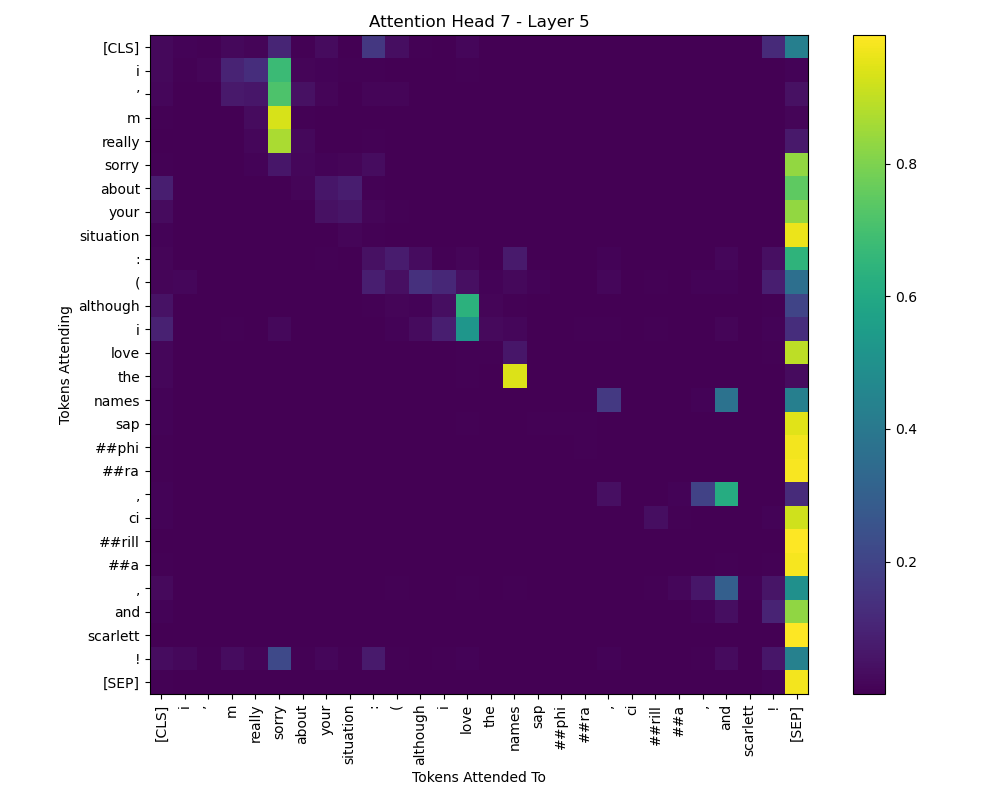 Attention Head 7 - Layer 5
Tokens Attending
[CLS]
i
’
m
really
sorry
about
your
situation
:
(
although
i
love
the
names
sap
##phi
##ra
,
ci
##rill
##a
,
and
scarlett
!
[SEP]
[CLS]
i
’
m
really
sorry
about
your
situation
:
(
although
i
love
the
names
sap
##phi
##ra
,
ci
##rill
##a
,
and
scarlett
!
[SEP]
Tokens Attended To
0.8
0.6
0.4
0.2